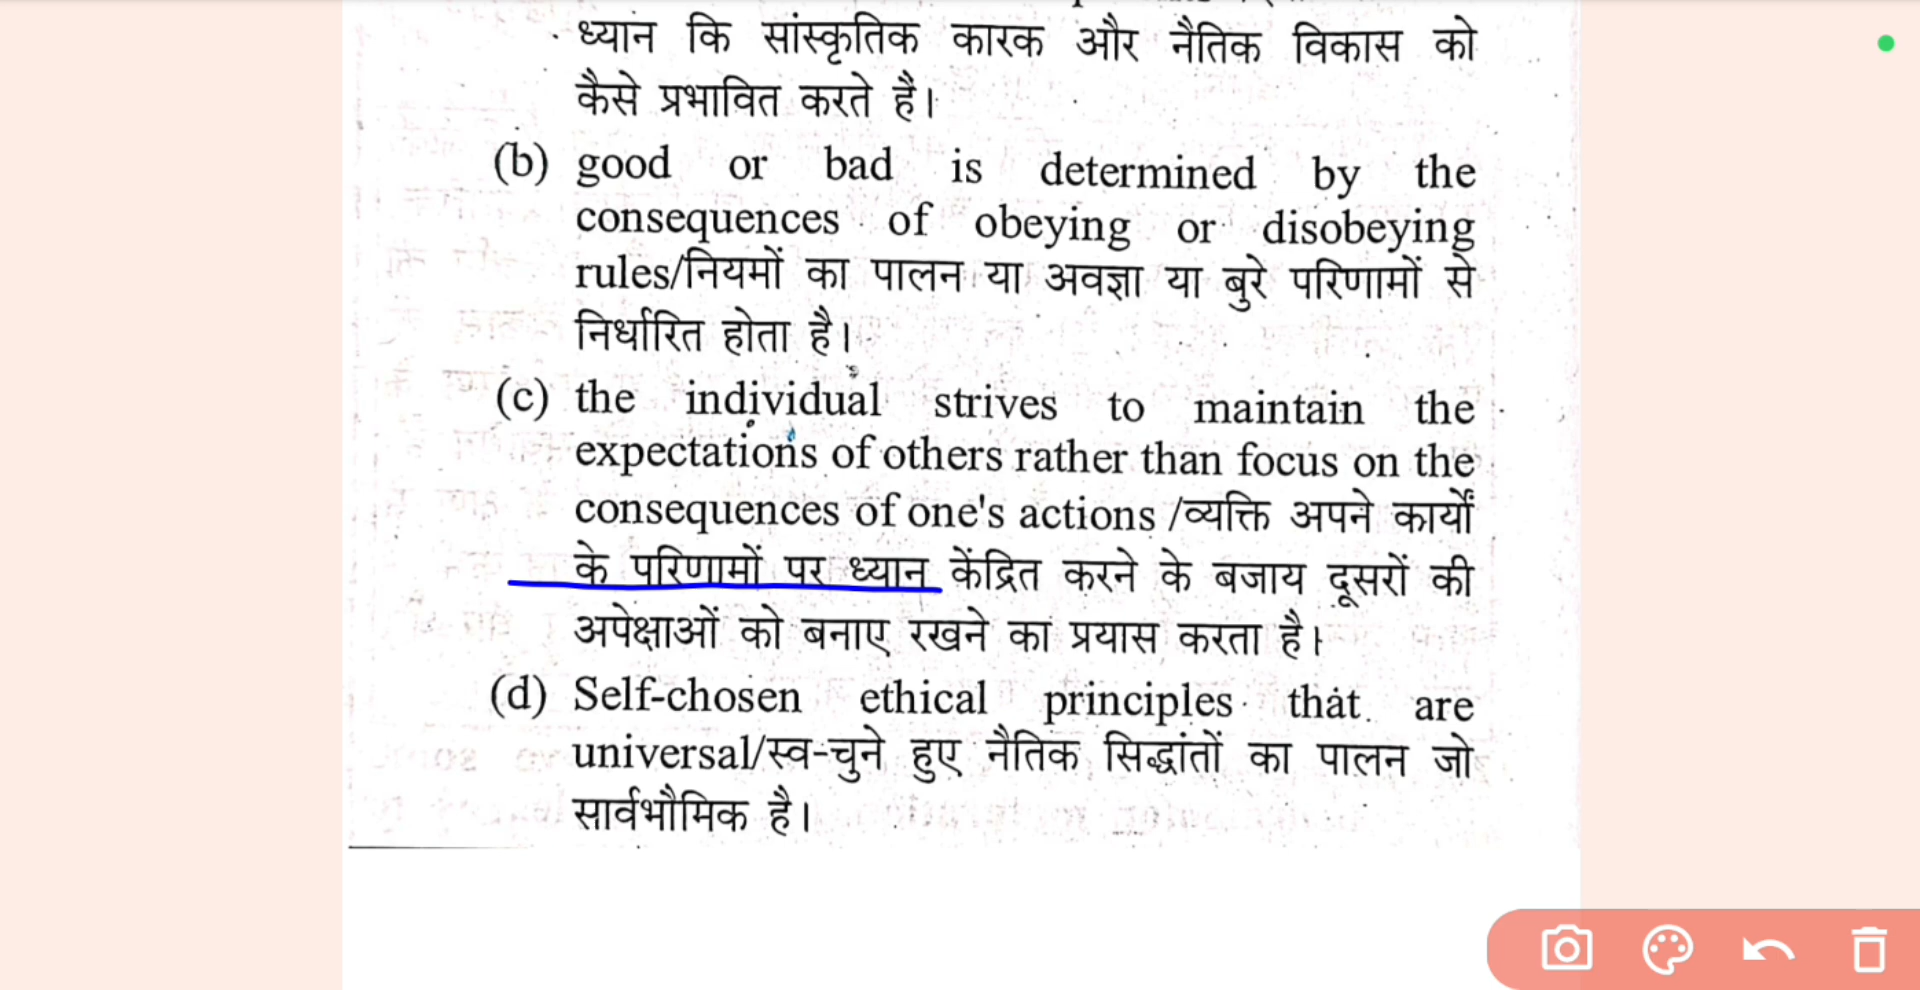 ध्यान कि सांस्कृतिक कारक और नैतिक विकास को
कैसे प्रभावित करते है।
(b) good or bad is determined by the
consequences of obeying or disobeying
rules/नियमों का पालन या अवज्ञा या बुरे परिणामों से
निर्धारित होता है।
(c) the individual strives to maintain the
expectations of others rather than focus on the
consequences of one's actions /व्यक्ति अपने कार्यों
के परिणामों पर ध्यान केंद्रित करने के बजाय दूसरों की
अपेक्षाओं को बनाए रखने का प्रयास करता है।
(d) Self-chosen ethical principles that are
universal/स्व-चुने हुए नैतिक सिद्धांतों का पालन जो
सार्वभौमिक है।